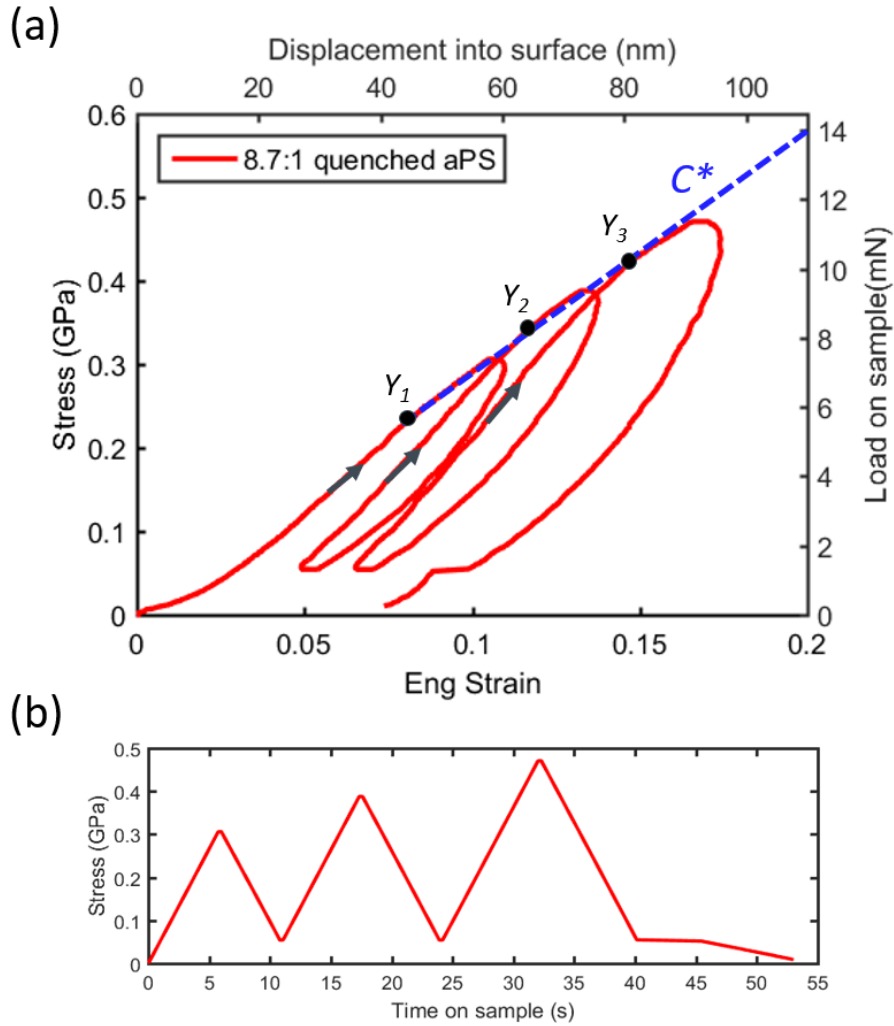 (a)
Displacement into surface (nm)
0 20 40 60 80 100
0.6
0.5
0.4
0.3
0.2
0.1
0
Stress (GPa)
8.7:1 quenched aPS
C*
Y1
Y2
Y3
14
12
10
8
6
4
2
0
Load on sample(mN)
0 0.05 0.1 0.15 0.2
Eng Strain
(b)
0.5
0.4
0.3
0.2
0.1
0
Stress (GPa)
0 5 10 15 20 25 30 35 40 45 50 55
Time on sample (s)